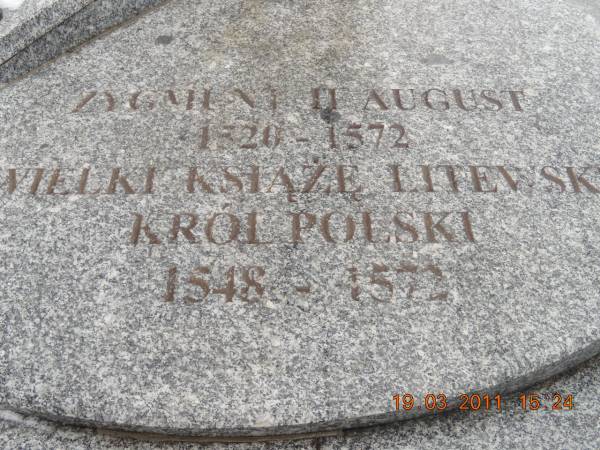 ZYGMUNT II AUGUST
1520 - 1572
WIELKI KSIĄŻĘ LITEWSKI
KRÓL POLSKI
1548 - 1572
19 03 2011 15:24